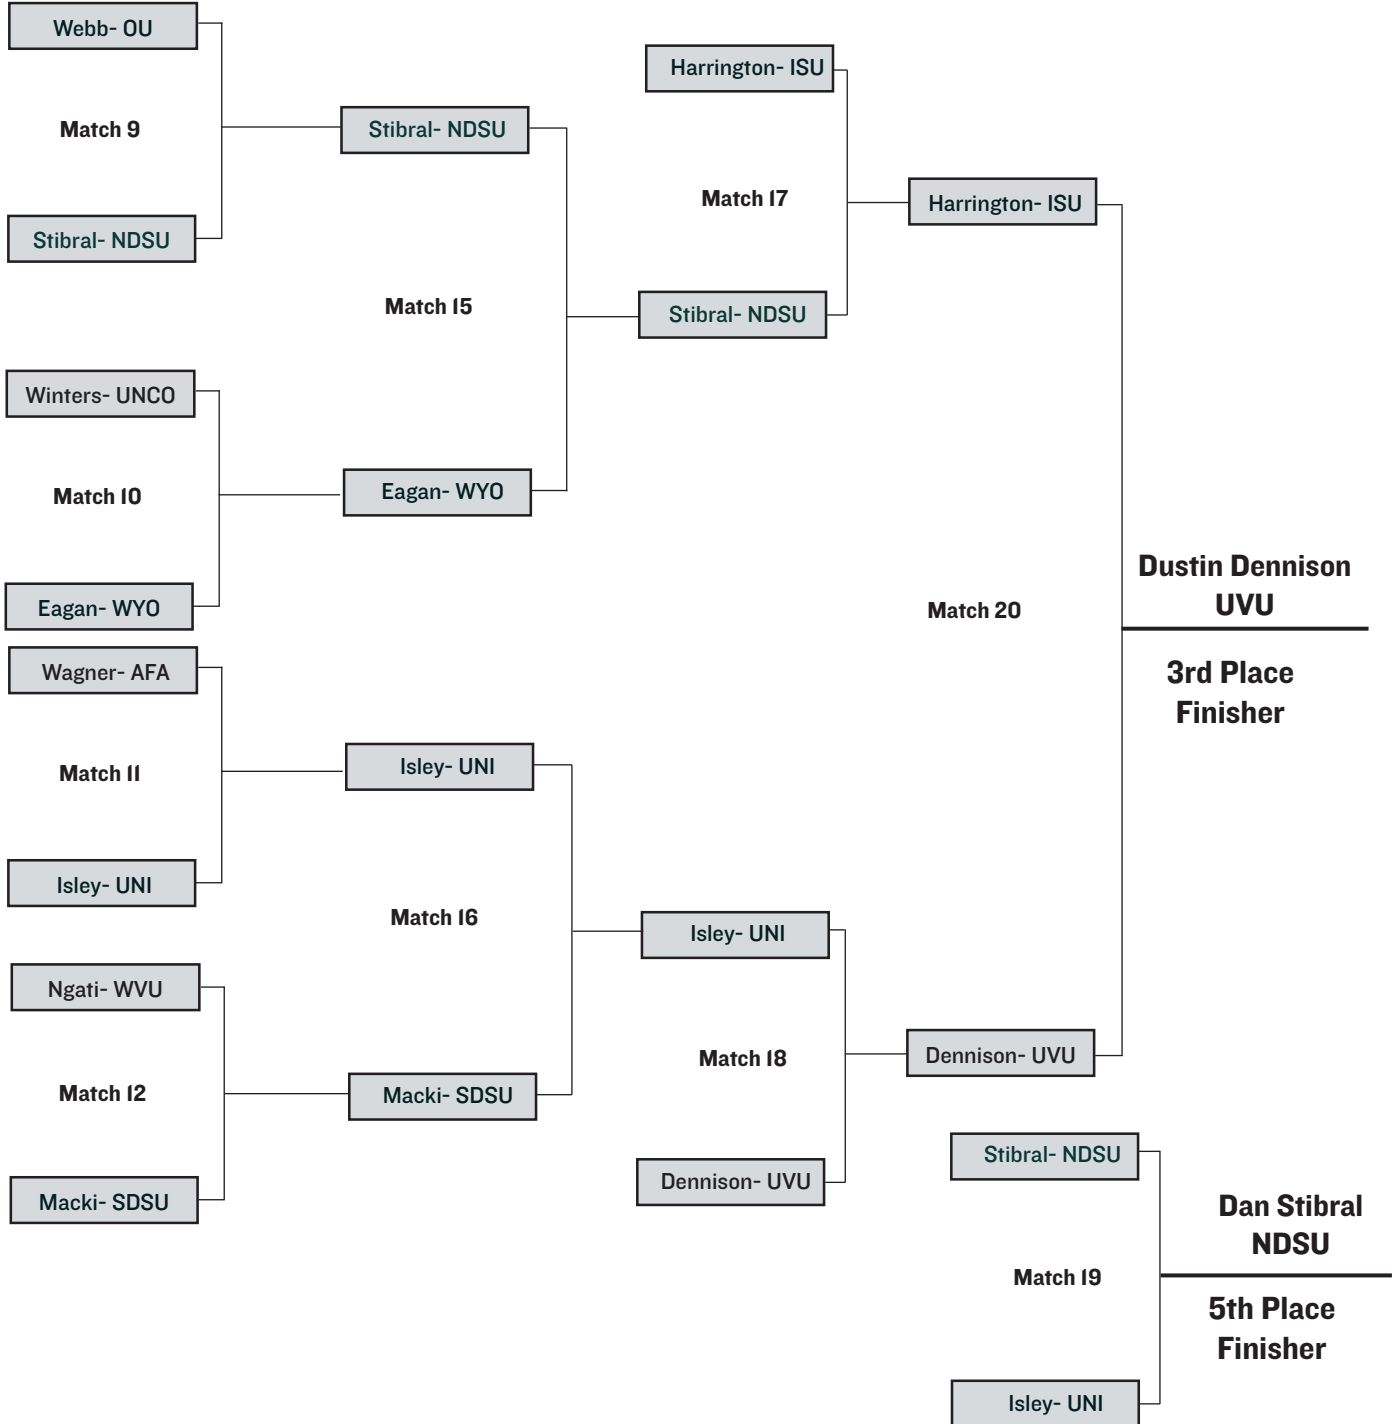 Webb- OU
Match 9
Stibral- NDSU
Stibral- NDSU
Match 15
Winters- UNCO
Match 10
Eagan- WYO
Eagan- WYO
Harrington- ISU
Match 17
Stibral- NDSU
Harrington- ISU
Wagner- AFA
Match 11
Isley- UNI
Isley- UNI
Match 16
Ngati- WVU
Match 12
Macki- SDSU
Macki- SDSU
Isley- UNI
Match 18
Dennison- UVU
Dennison- UVU
Match 20
Dustin Dennison
UVU
3rd Place
Finisher
Stibral- NDSU
Match 19
Isley- UNI
Dan Stibral
NDSU
5th Place
Finisher